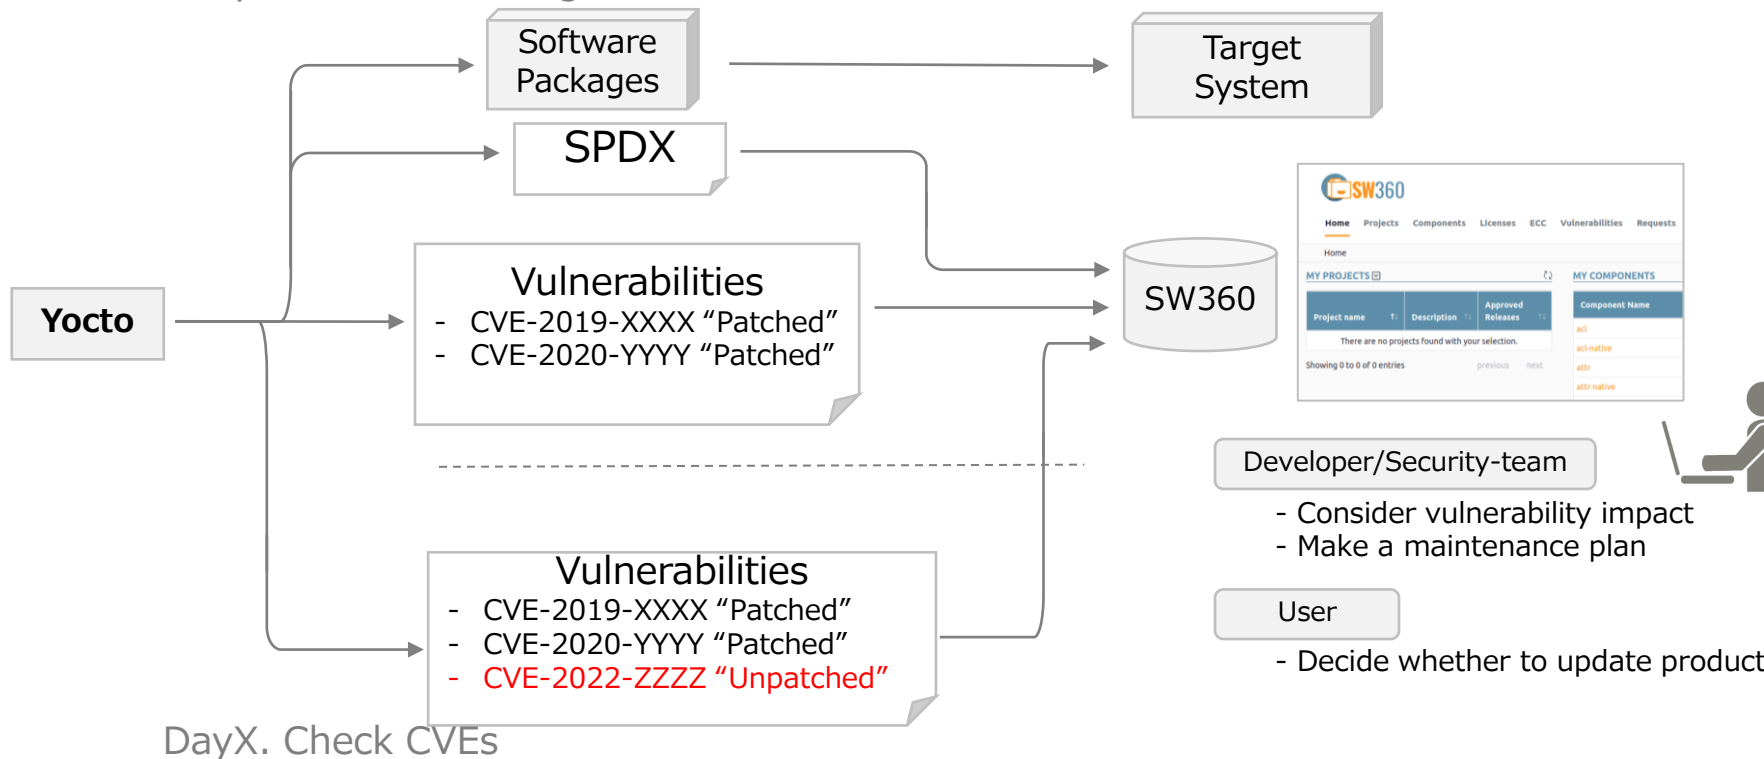 Software
Packages
Target
System
SPDX
SW360
Home Projects Components Licenses ECC Vulnerabilities Requests
Home
MY PROJECTS
MY COMPONENTS
Project name Description Approved Releases
Component Name
There are no projects found with your selection.
Showing 0 to 0 of 0 entries previous next
acl
acl-native
attr
attr-native
Yocto
Vulnerabilities
- CVE-2019-XXXX “Patched”
- CVE-2020-YYYY “Patched”
SW360
Developer/Security-team
- Consider vulnerability impact
- Make a maintenance plan
User
- Decide whether to update product
Vulnerabilities
- CVE-2019-XXXX “Patched”
- CVE-2020-YYYY “Patched”
- CVE-2022-ZZZZ “Unpatched”
DayX. Check CVEs